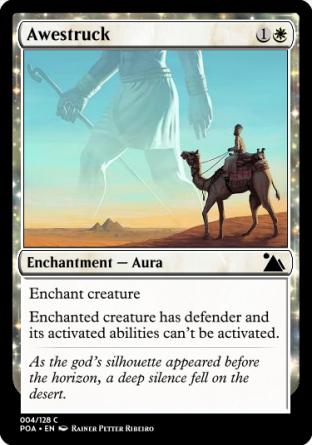 Awestruck 1
Enchantment — Aura
Enchant creature
Enchanted creature has defender and
its activated abilities can't be activated.
As the god's silhouette appeared before
the horizon, a deep silence fell on the
desert.
004/128 C
POA • EN Rainer Petter Ribeiro